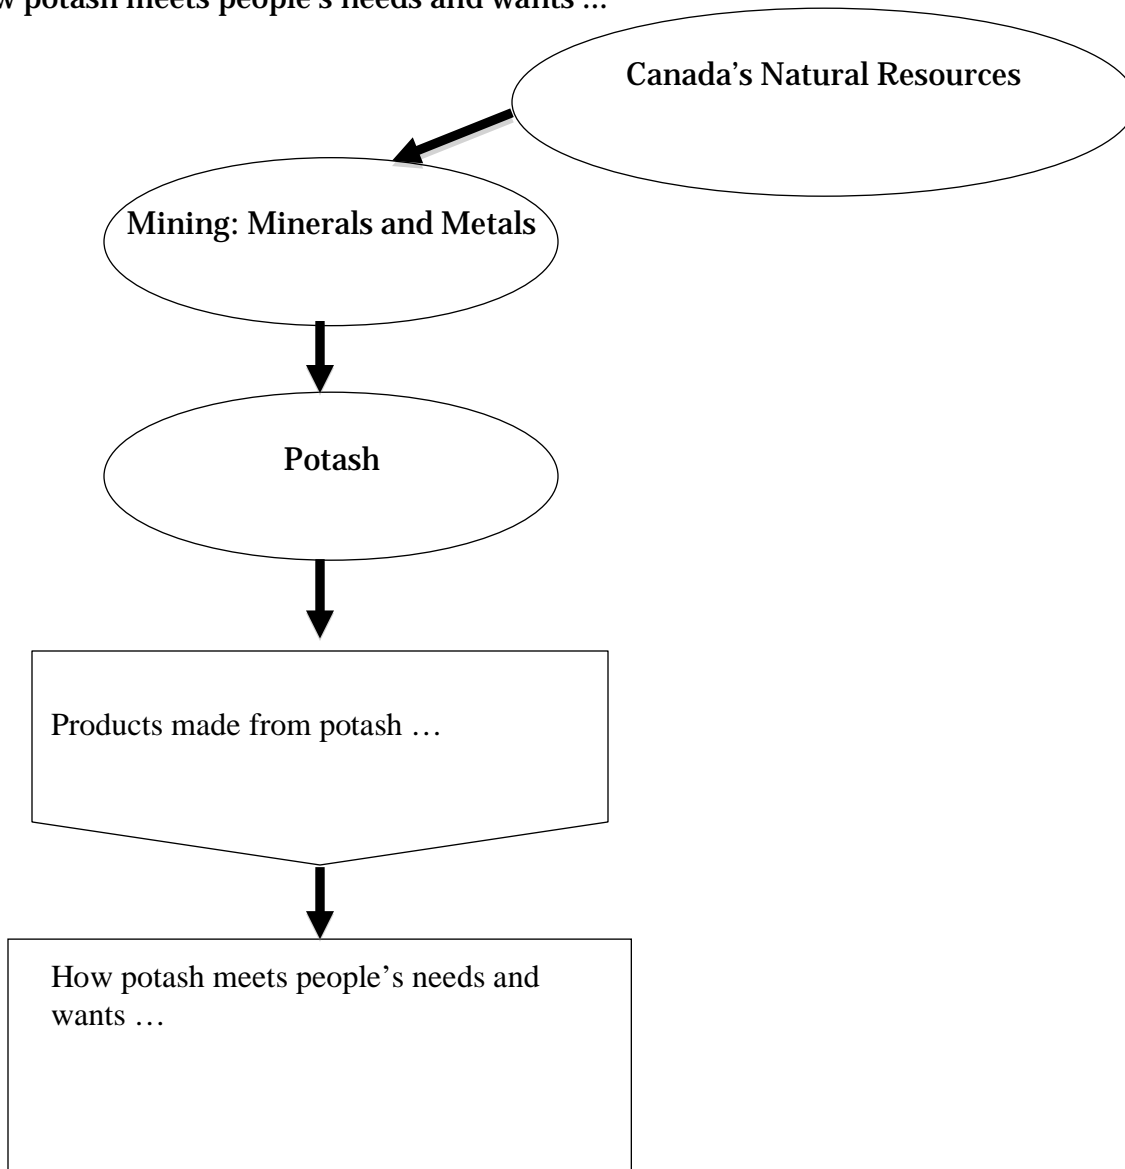 potash meets people's needs and wants ...
Canada’s Natural Resources
Mining: Minerals and Metals
Potash
Products made from potash …
How potash meets people’s needs and
wants …